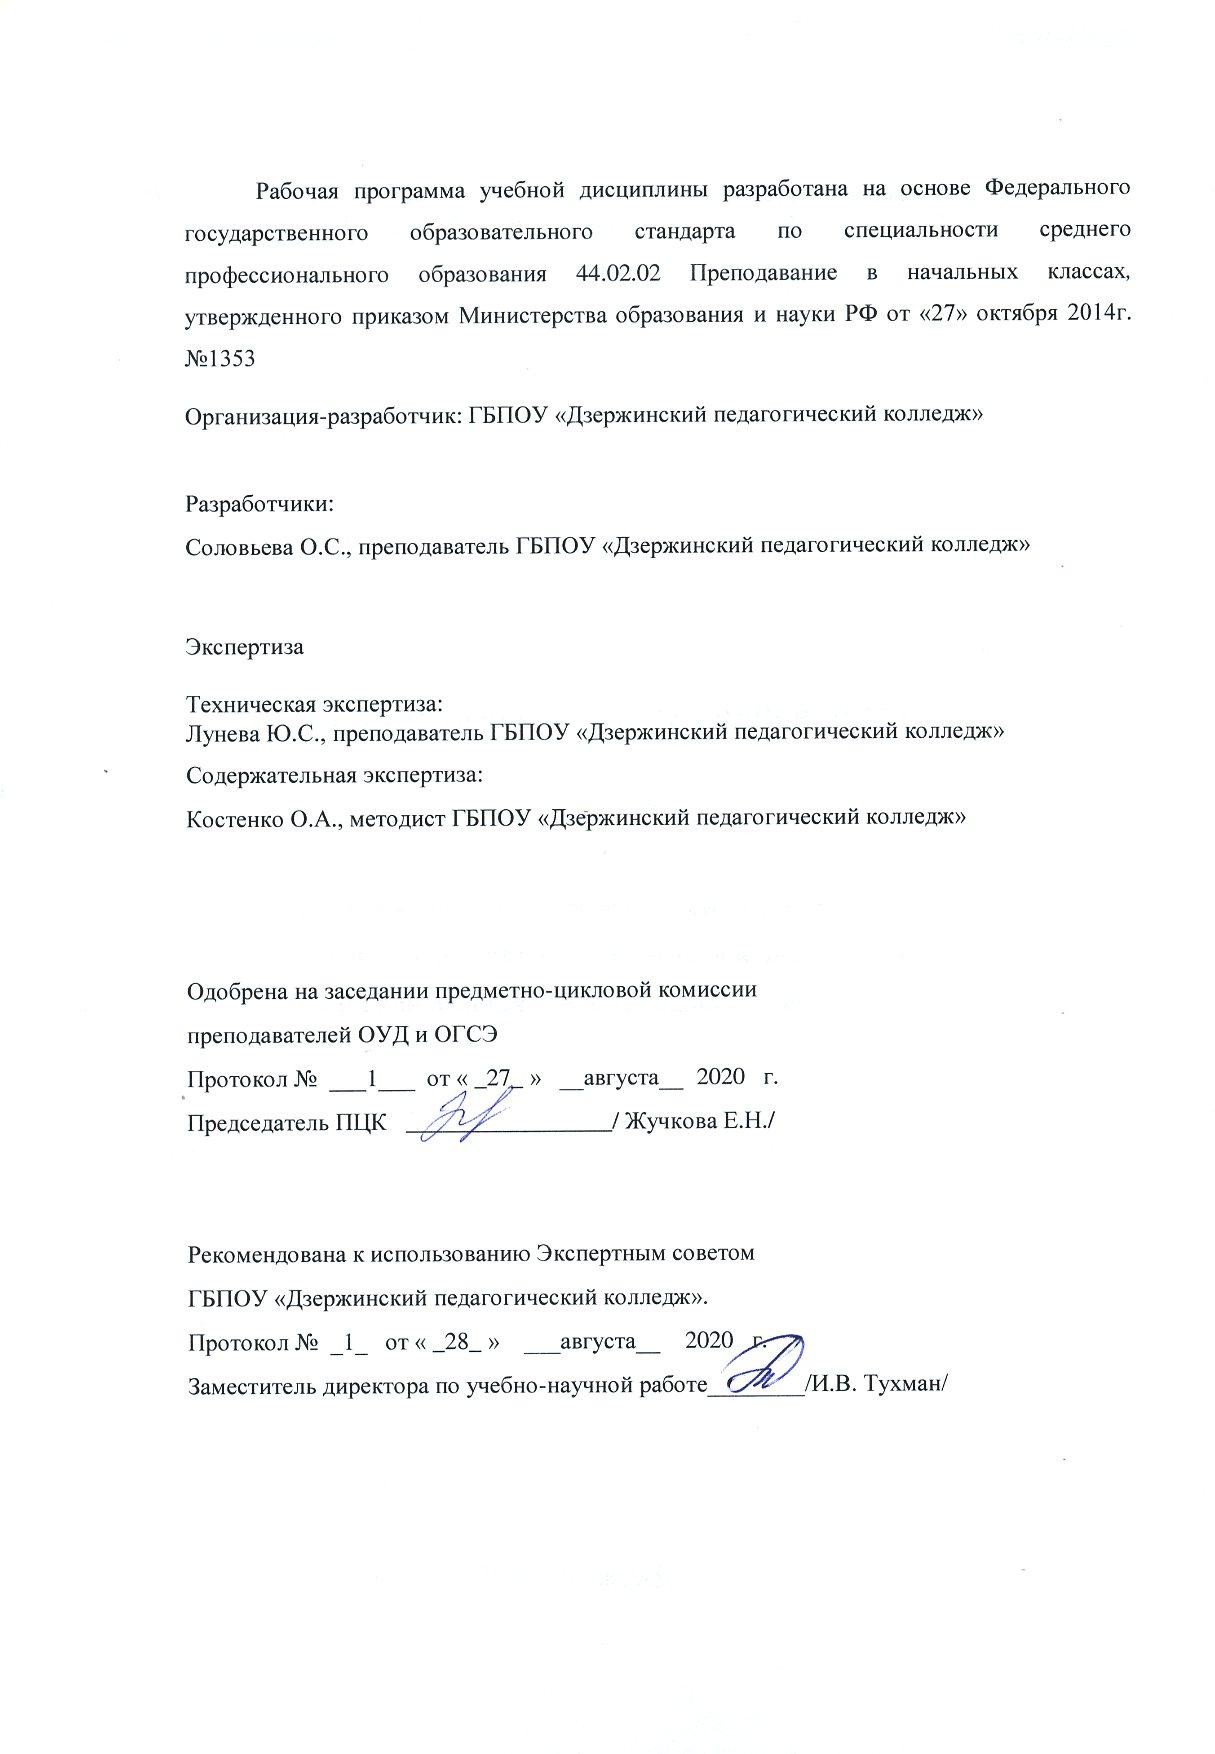 Рабочая программа учебной дисциплины разработана на основе Федерального
государственного образовательного стандарта по специальности среднего
профессионального образования 44.02.02 Преподавание в начальных классах,
утвержденного приказом Министерства образования и науки РФ от «27» октября 2014г.
№1353
Организация-разработчик: ГБПОУ «Дзержинский педагогический колледж»
Разработчики:
Соловьева О.С., преподаватель ГБПОУ «Дзержинский педагогический колледж»
Экспертиза
Техническая экспертиза:
Лунева Ю.С., преподаватель ГБПОУ «Дзержинский педагогический колледж»
Содержательная экспертиза:
Костенко О.А., методист ГБПОУ «Дзержинский педагогический колледж»
Одобрена на заседании предметно-цикловой комиссии
преподавателей ОУД и ОГСЭ
Протокол № ___1___ от « _27_ » __августа__ 2020 г.
Председатель ПЦК _________________/ Жучкова Е.Н./
Рекомендована к использованию Экспертным советом
ГБПОУ «Дзержинский педагогический колледж».
Протокол № _1_ от « _28_ » ___августа__ 2020 г.
Заместитель директора по учебно-научной работе________/И.В. Тухман/